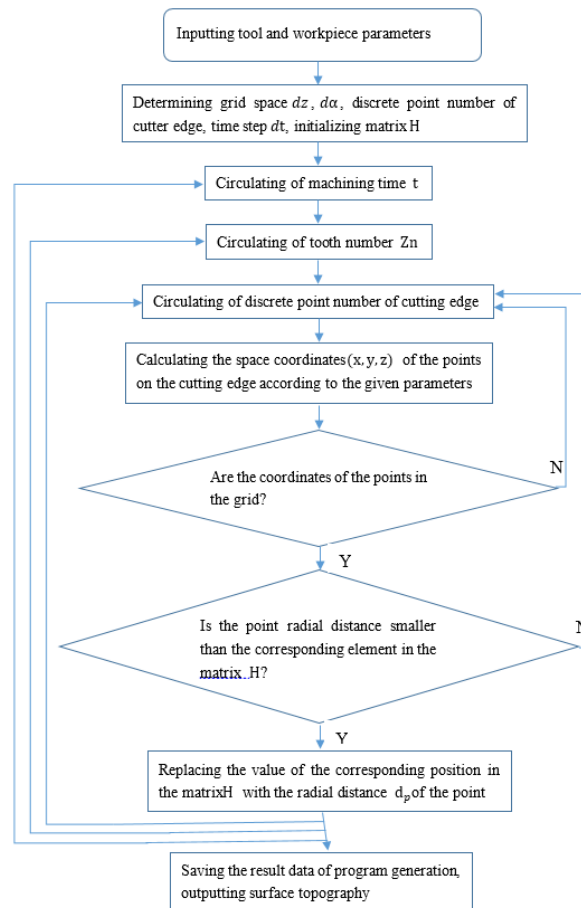 Inputting tool and workpiece parameters
Determining grid space dz, dα, discrete point number of
cutter edge, time step dt, initializing matrix H
Circulating of machining time t
Circulating of tooth number Zn
Circulating of discrete point number of cutting edge
Calculating the space coordinates(x, y, z) of the points
on the cutting edge according to the given parameters
Are the coordinates of the points in
the grid?
N
Y
Is the point radial distance smaller
than the corresponding element in the
matrix H?
N
Y
Replacing the value of the corresponding position in
the matrixH with the radial distance dₚof the point
Saving the result data of program generation,
outputting surface topography